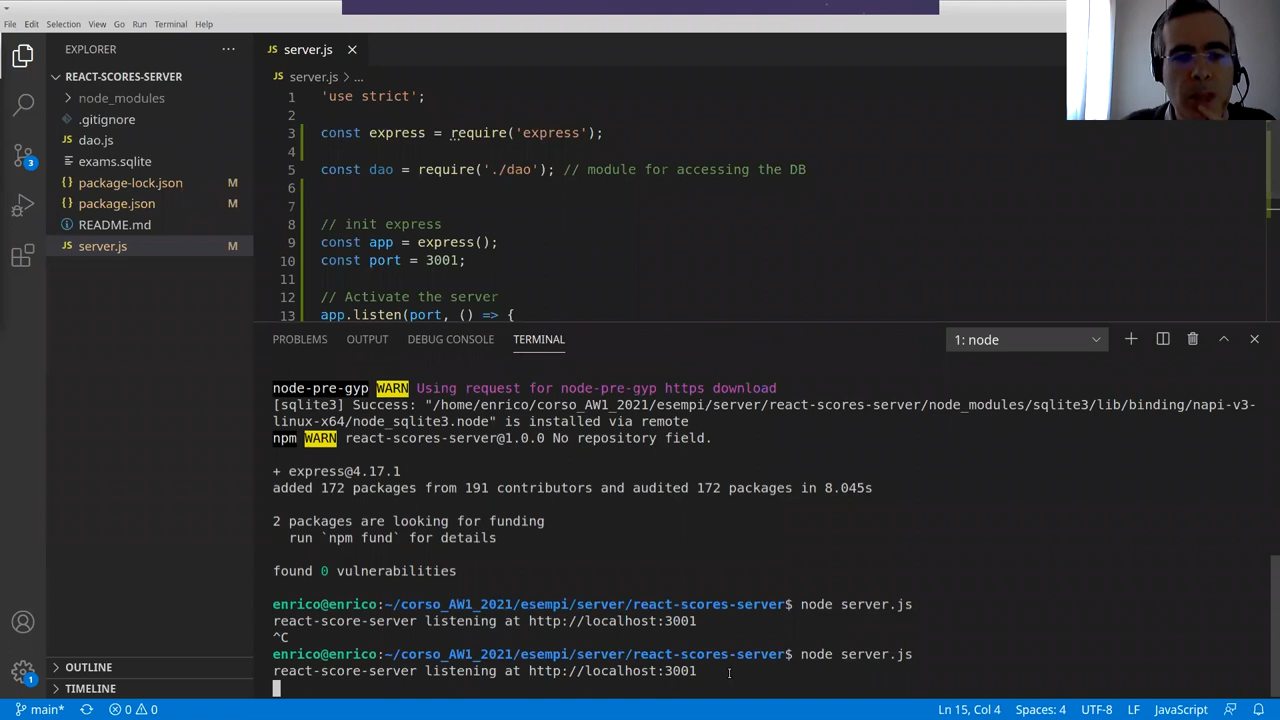 File Edit Selection View Go Run Terminal Help
EXPLORER
REACT-SCORES-SERVER
node_modules
.gitignore
dao.js
exams.sqlite
package-lock.json M
package.json M
README.md
server.js M
OUTLINE
TIMELINE
3
1
server.js
server.js > ...
1 'use strict';
2
3 const express = require('express');
4
5 const dao = require('./dao'); // module for accessing the DB
6
7
8 // init express
9 const app = express();
10 const port = 3001;
11
12 // Activate the server
13 app.listen(port, () => {
PROBLEMS OUTPUT DEBUG CONSOLE TERMINAL 1: node
node-pre-gyp WARN Using request for node-pre-gyp https download
[sqlite3] Success: "/home/enrico/corso_AW1_2021/esempi/server/react-scores-server/node_modules/sqlite3/lib/binding/napi-v3-
linux-x64/node_sqlite3.node" is installed via remote
npm WARN react-scores-server@1.0.0 No repository field.
+ express@4.17.1
added 172 packages from 191 contributors and audited 172 packages in 8.045s
2 packages are looking for funding
run `npm fund` for details
found 0 vulnerabilities
enrico@enrico:~/corso_AW1_2021/esempi/server/react-scores-server$ node server.js
react-score-server listening at http://localhost:3001
^C
enrico@enrico:~/corso_AW1_2021/esempi/server/react-scores-server$ node server.js
react-score-server listening at http://localhost:3001
main* 0 0 Ln 15, Col 4 Spaces: 4 UTF-8 LF JavaScript